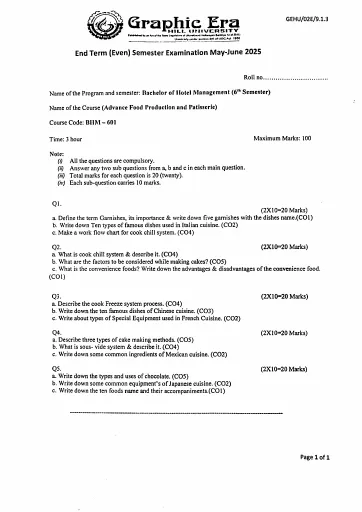 GEHU/02E/9.1.3
Graphic Era
HILL UNIVERSITY
End Term (Even) Semester Examination May-June 2025
Roll no................................
Name of the Program and semester: Bachelor of Hotel Management (6th Semester)
Name of the Course (Advance Food Production and Patisserie)
Course Code: BHM – 601
Time: 3 hour Maximum Marks: 100
Note:
(i) All the questions are compulsory.
(ii) Answer any two sub questions from a, b and c in each main question.
(iii) Total marks for each question is 20 (twenty).
(iv) Each sub-question carries 10 marks.
Q1.
(2X10=20 Marks)
a. Define the term Garnishes, its importance & write down five garnishes with the dishes name.(CO1)
b. Write down Ten types of famous dishes used in Italian cuisine. (CO2)
c. Make a work flow chart for cook chill system. (CO4)
Q2. (2X10=20 Marks)
a. What is cook chill system & describe it. (CO4)
b. What are the factors to be considered while making cakes? (CO5)
c. What is the convenience foods? Write down the advantages & disadvantages of the convenience food.
(CO1)
Q3. (2X10=20 Marks)
a. Describe the cook Freeze system process. (CO4)
b. Write down the ten famous dishes of Chinese cuisine. (CO3)
c. Write about types of Special Equipment used in French Cuisine. (CO2)
Q4. (2X10=20 Marks)
a. Describe three types of cake making methods. (CO5)
b. What is sous- vide system & describe it. (CO4)
c. Write down some common ingredients of Mexican cuisine. (CO2)
Q5. (2X10=20 Marks)
a. Write down the types and uses of chocolate. (CO5)
b. Write down some common equipment's of Japanese cuisine. (CO2)
c. Write down the ten foods name and their accompaniments.(CO1)
Page 1 of 1